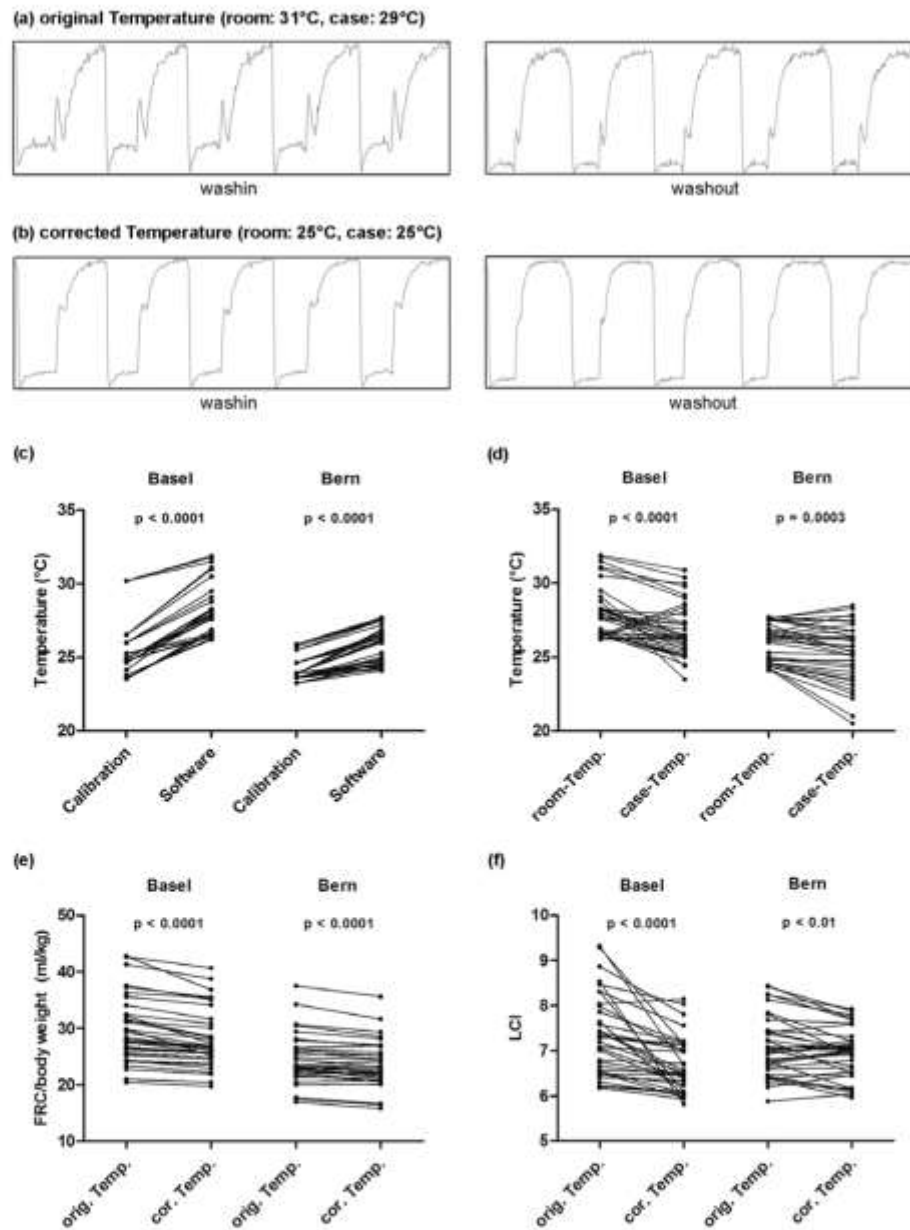 (a) original Temperature (room: 31°C, case: 29°C)
washin
washout
(b) corrected Temperature (room: 25°C, case: 25°C)
washin
washout
(c)
Basel
Bern
p < 0.0001
p < 0.0001
Temperature (°C)
35
30
25
20
Calibration
Software
Calibration
Software
(d)
Basel
Bern
p < 0.0001
p = 0.0003
Temperature (°C)
35
30
25
20
room-Temp.
case-Temp.
room-Temp.
case-Temp.
(e)
Basel
Bern
p < 0.0001
p < 0.0001
FRC/body weight (ml/kg)
50
40
30
20
10
orig. Temp.
cor. Temp.
orig. Temp.
cor. Temp.
(f)
Basel
Bern
p < 0.0001
p < 0.01
LCI
10
9
8
7
6
5
orig. Temp.
cor. Temp.
orig. Temp.
cor. Temp.